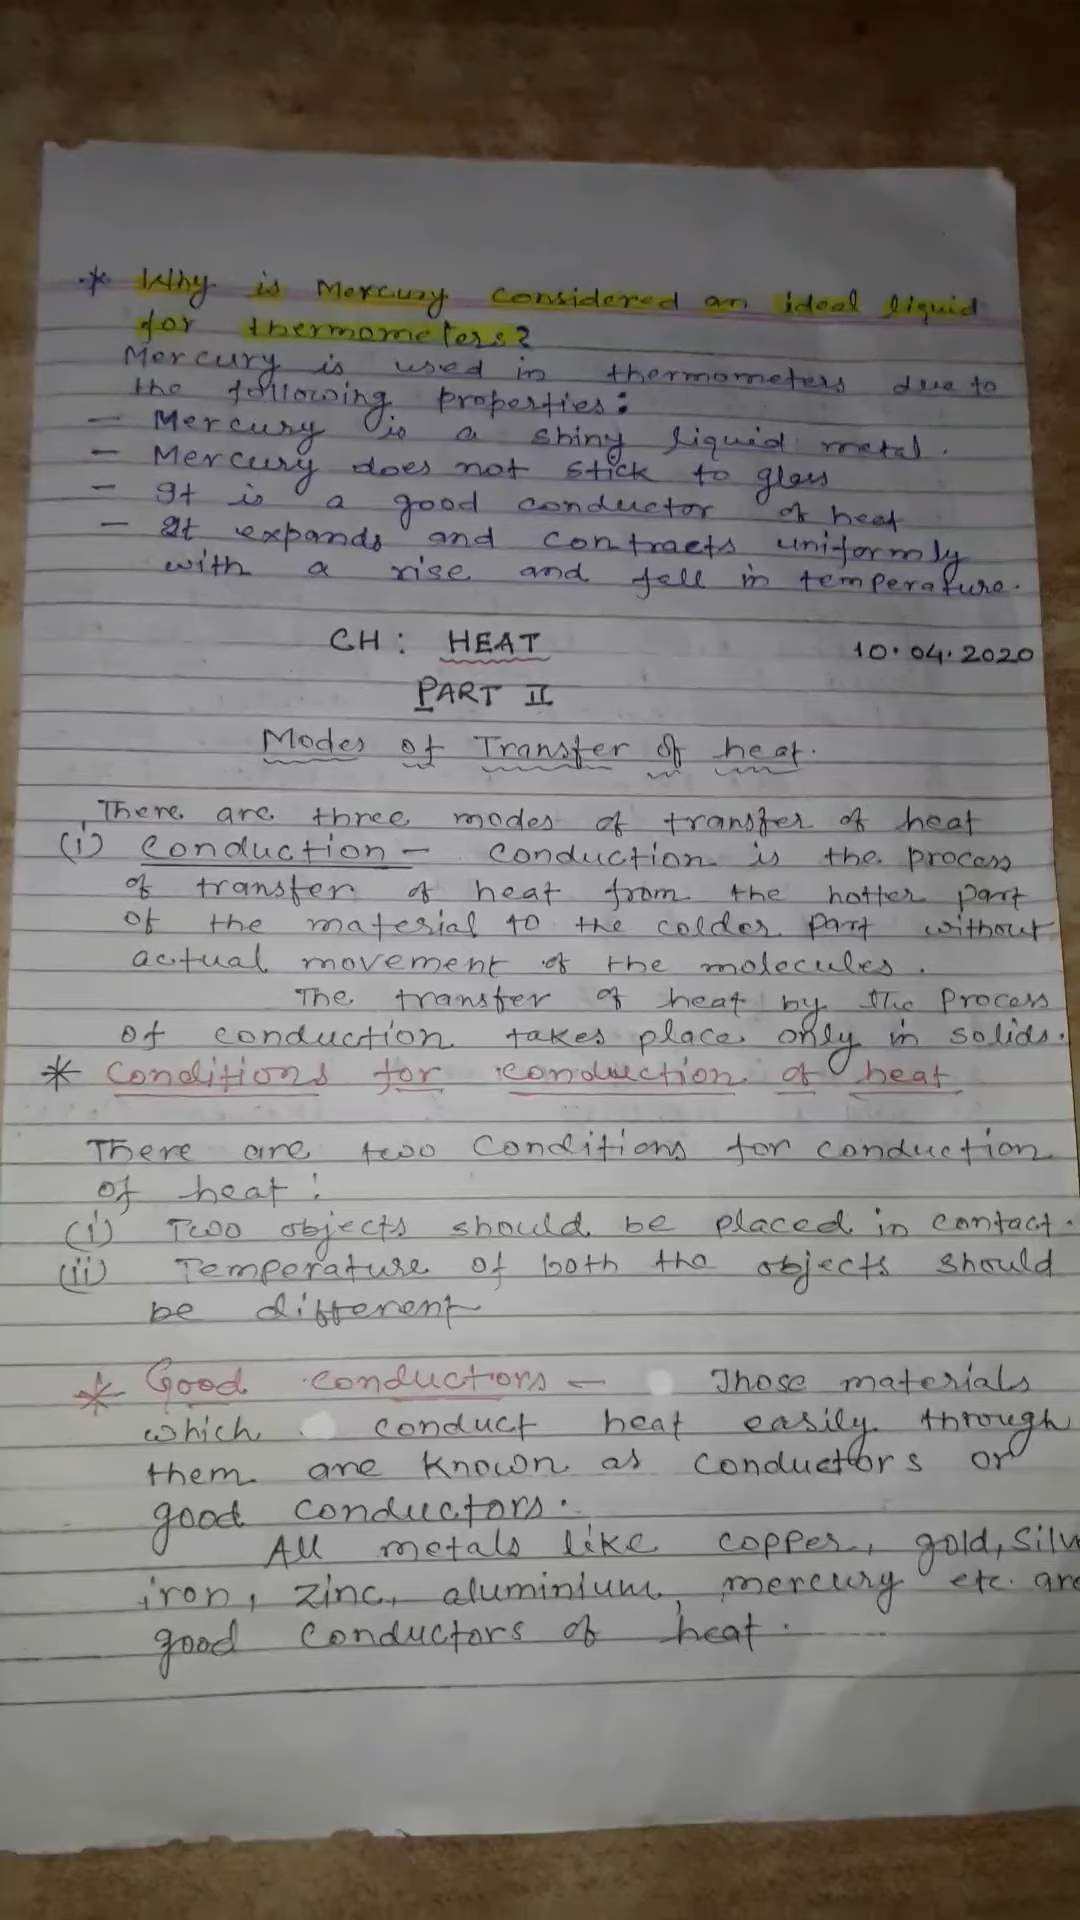 * Why is Mercury considered an ideal liquid
for thermometers?
Mercury is used in thermometers due to
the following properties:
- Mercury is a shiny liquid metal.
- Mercury does not stick to glass
- It is a good conductor of heat
- It expands and contracts uniformly
with a rise and fall in temperature.
CH: HEAT 10.04.2020
PART II
Modes of Transfer of heat.
There are three modes of transfer of heat
(i) Conduction - conduction is the process
of transfer of heat from the hotter part
of the material to the colder part without
actual movement of the molecules.
The transfer of heat by the process
of conduction takes place only in solids.
* Conditions for conduction of heat
There are two conditions for conduction
of heat:
(i) Two objects should be placed in contact.
(ii) Temperature of both the objects should
be different
* Good conductors - Those materials
which conduct heat easily through
them are known as conductors or
good conductors.
All metals like copper, gold, silv
iron, zinc, aluminium, mercury etc. are
good conductors of heat.